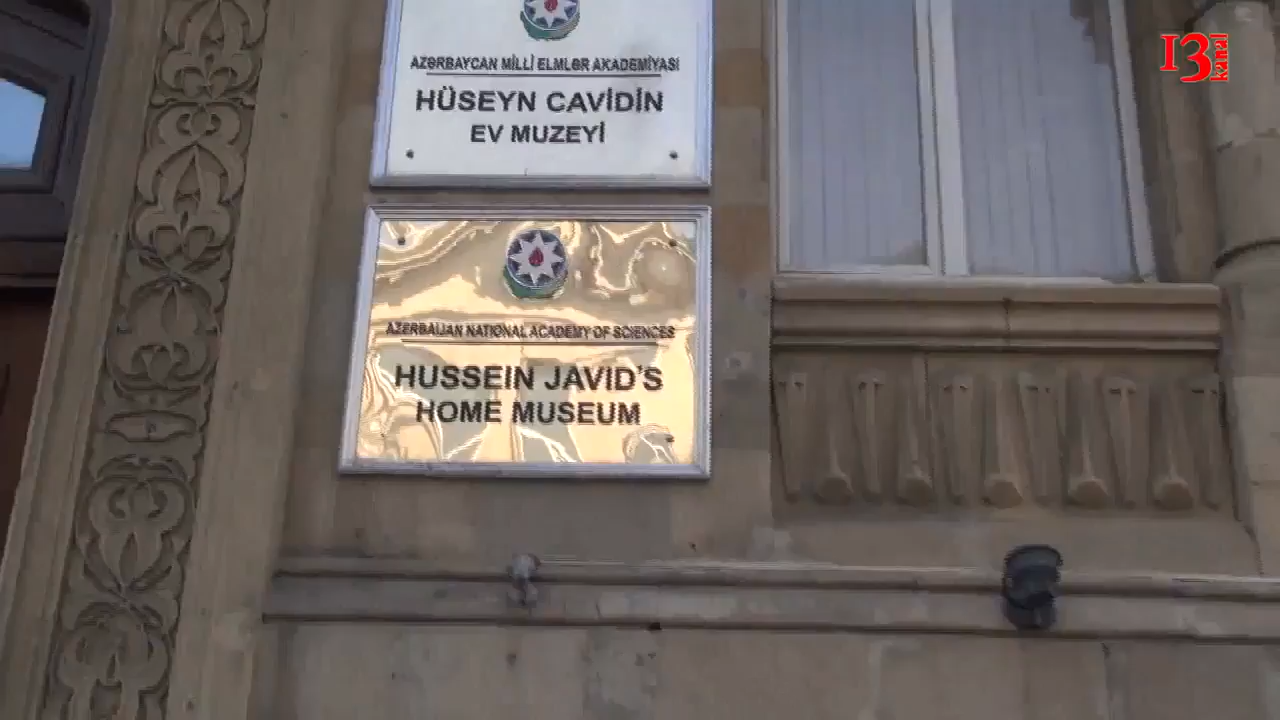 AZƏRBAYCAN MİLLİ ELMLƏR AKADEMİYASI
HÜSEYN CAVİDİN
EV MUZEYİ
AZERBAIJAN NATIONAL ACADEMY OF SCIENCES
HUSSEIN JAVID'S
HOME MUSEUM
13 kanal